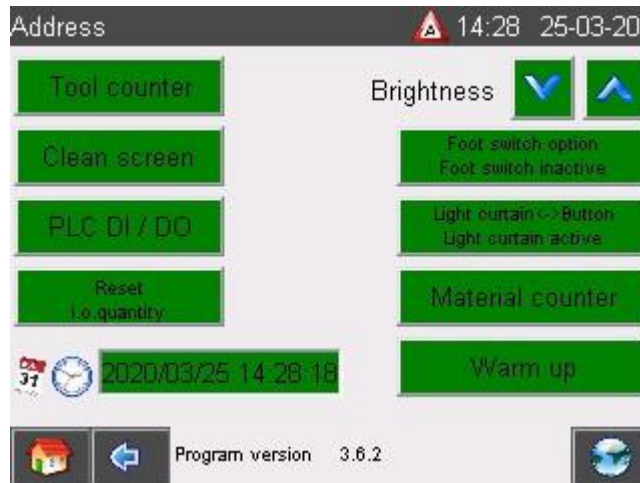 Address
A 14:28 25-03-20
Tool counter
Brightness
Clean screen
Foot switch option
Foot switch inactive
PLC DI / DO
Light curtain <-> Button
Light curtain active
Reset
i.o.quantity
Material counter
31
2020/03/25 14:28:18
Warm up
Program version 3.6.2